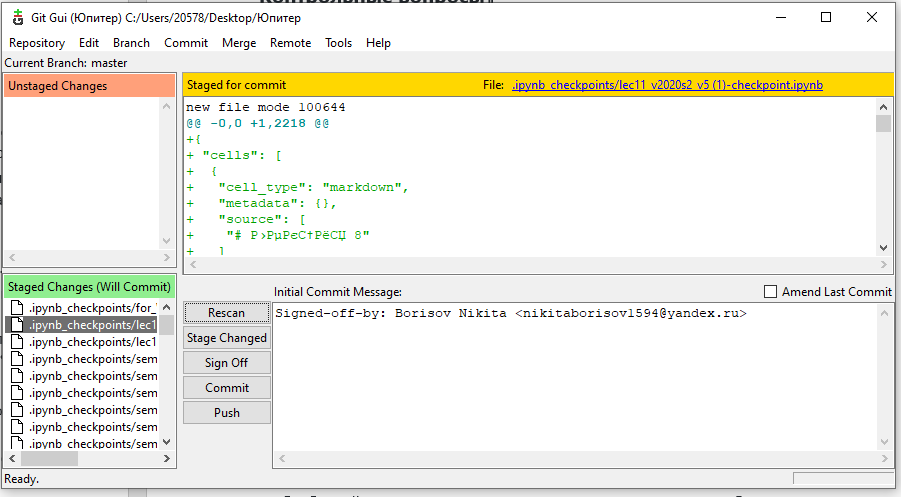 Git Gui (Юпитер) C:/Users/20578/Desktop/Юпитер
Repository Edit Branch Commit Merge Remote Tools Help
Current Branch: master
Unstaged Changes
Staged for commit File: .ipynb_checkpoints/lec11_v2020s2_v5 (1)-checkpoint.ipynb
new file mode 100644
@@ -0,0 +1,2218 @@
+{
+ "cells": [
+  {
+   "cell_type": "markdown",
+   "metadata": {},
+   "source": [
+    "# Р›РµРєС†РёСЏ 8"
+   ]
Staged Changes (Will Commit)
.ipynb_checkpoints/for_
.ipynb_checkpoints/lec1
.ipynb_checkpoints/lec1
.ipynb_checkpoints/sem
.ipynb_checkpoints/sem
.ipynb_checkpoints/sem
.ipynb_checkpoints/sem
.ipynb_checkpoints/sem
.ipynb_checkpoints/sem
Rescan
Stage Changed
Sign Off
Commit
Push
Initial Commit Message: Amend Last Commit
Signed-off-by: Borisov Nikita <nikitaborisov1594@yandex.ru>
Ready.